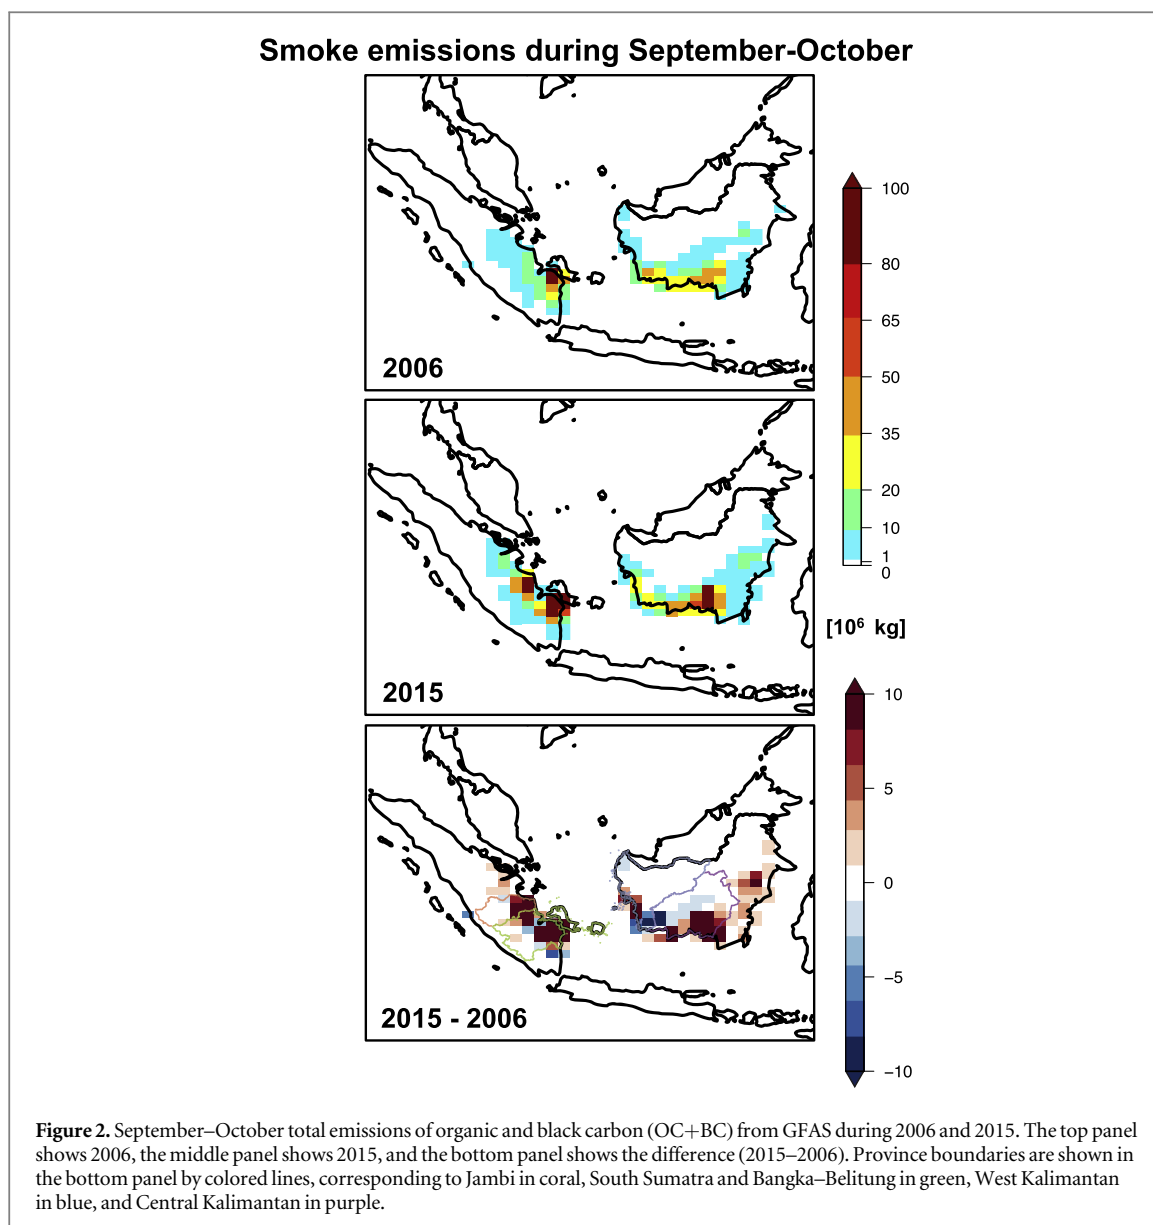 Smoke emissions during September-October
2006
100
80
65
50
35
20
10
1
0
2015
[10⁶ kg]
2015 - 2006
10
5
0
−5
−10
Figure 2. September–October total emissions of organic and black carbon (OC+BC) from GFAS during 2006 and 2015. The top panel
shows 2006, the middle panel shows 2015, and the bottom panel shows the difference (2015–2006). Province boundaries are shown in
the bottom panel by colored lines, corresponding to Jambi in coral, South Sumatra and Bangka–Belitung in green, West Kalimantan
in blue, and Central Kalimantan in purple.